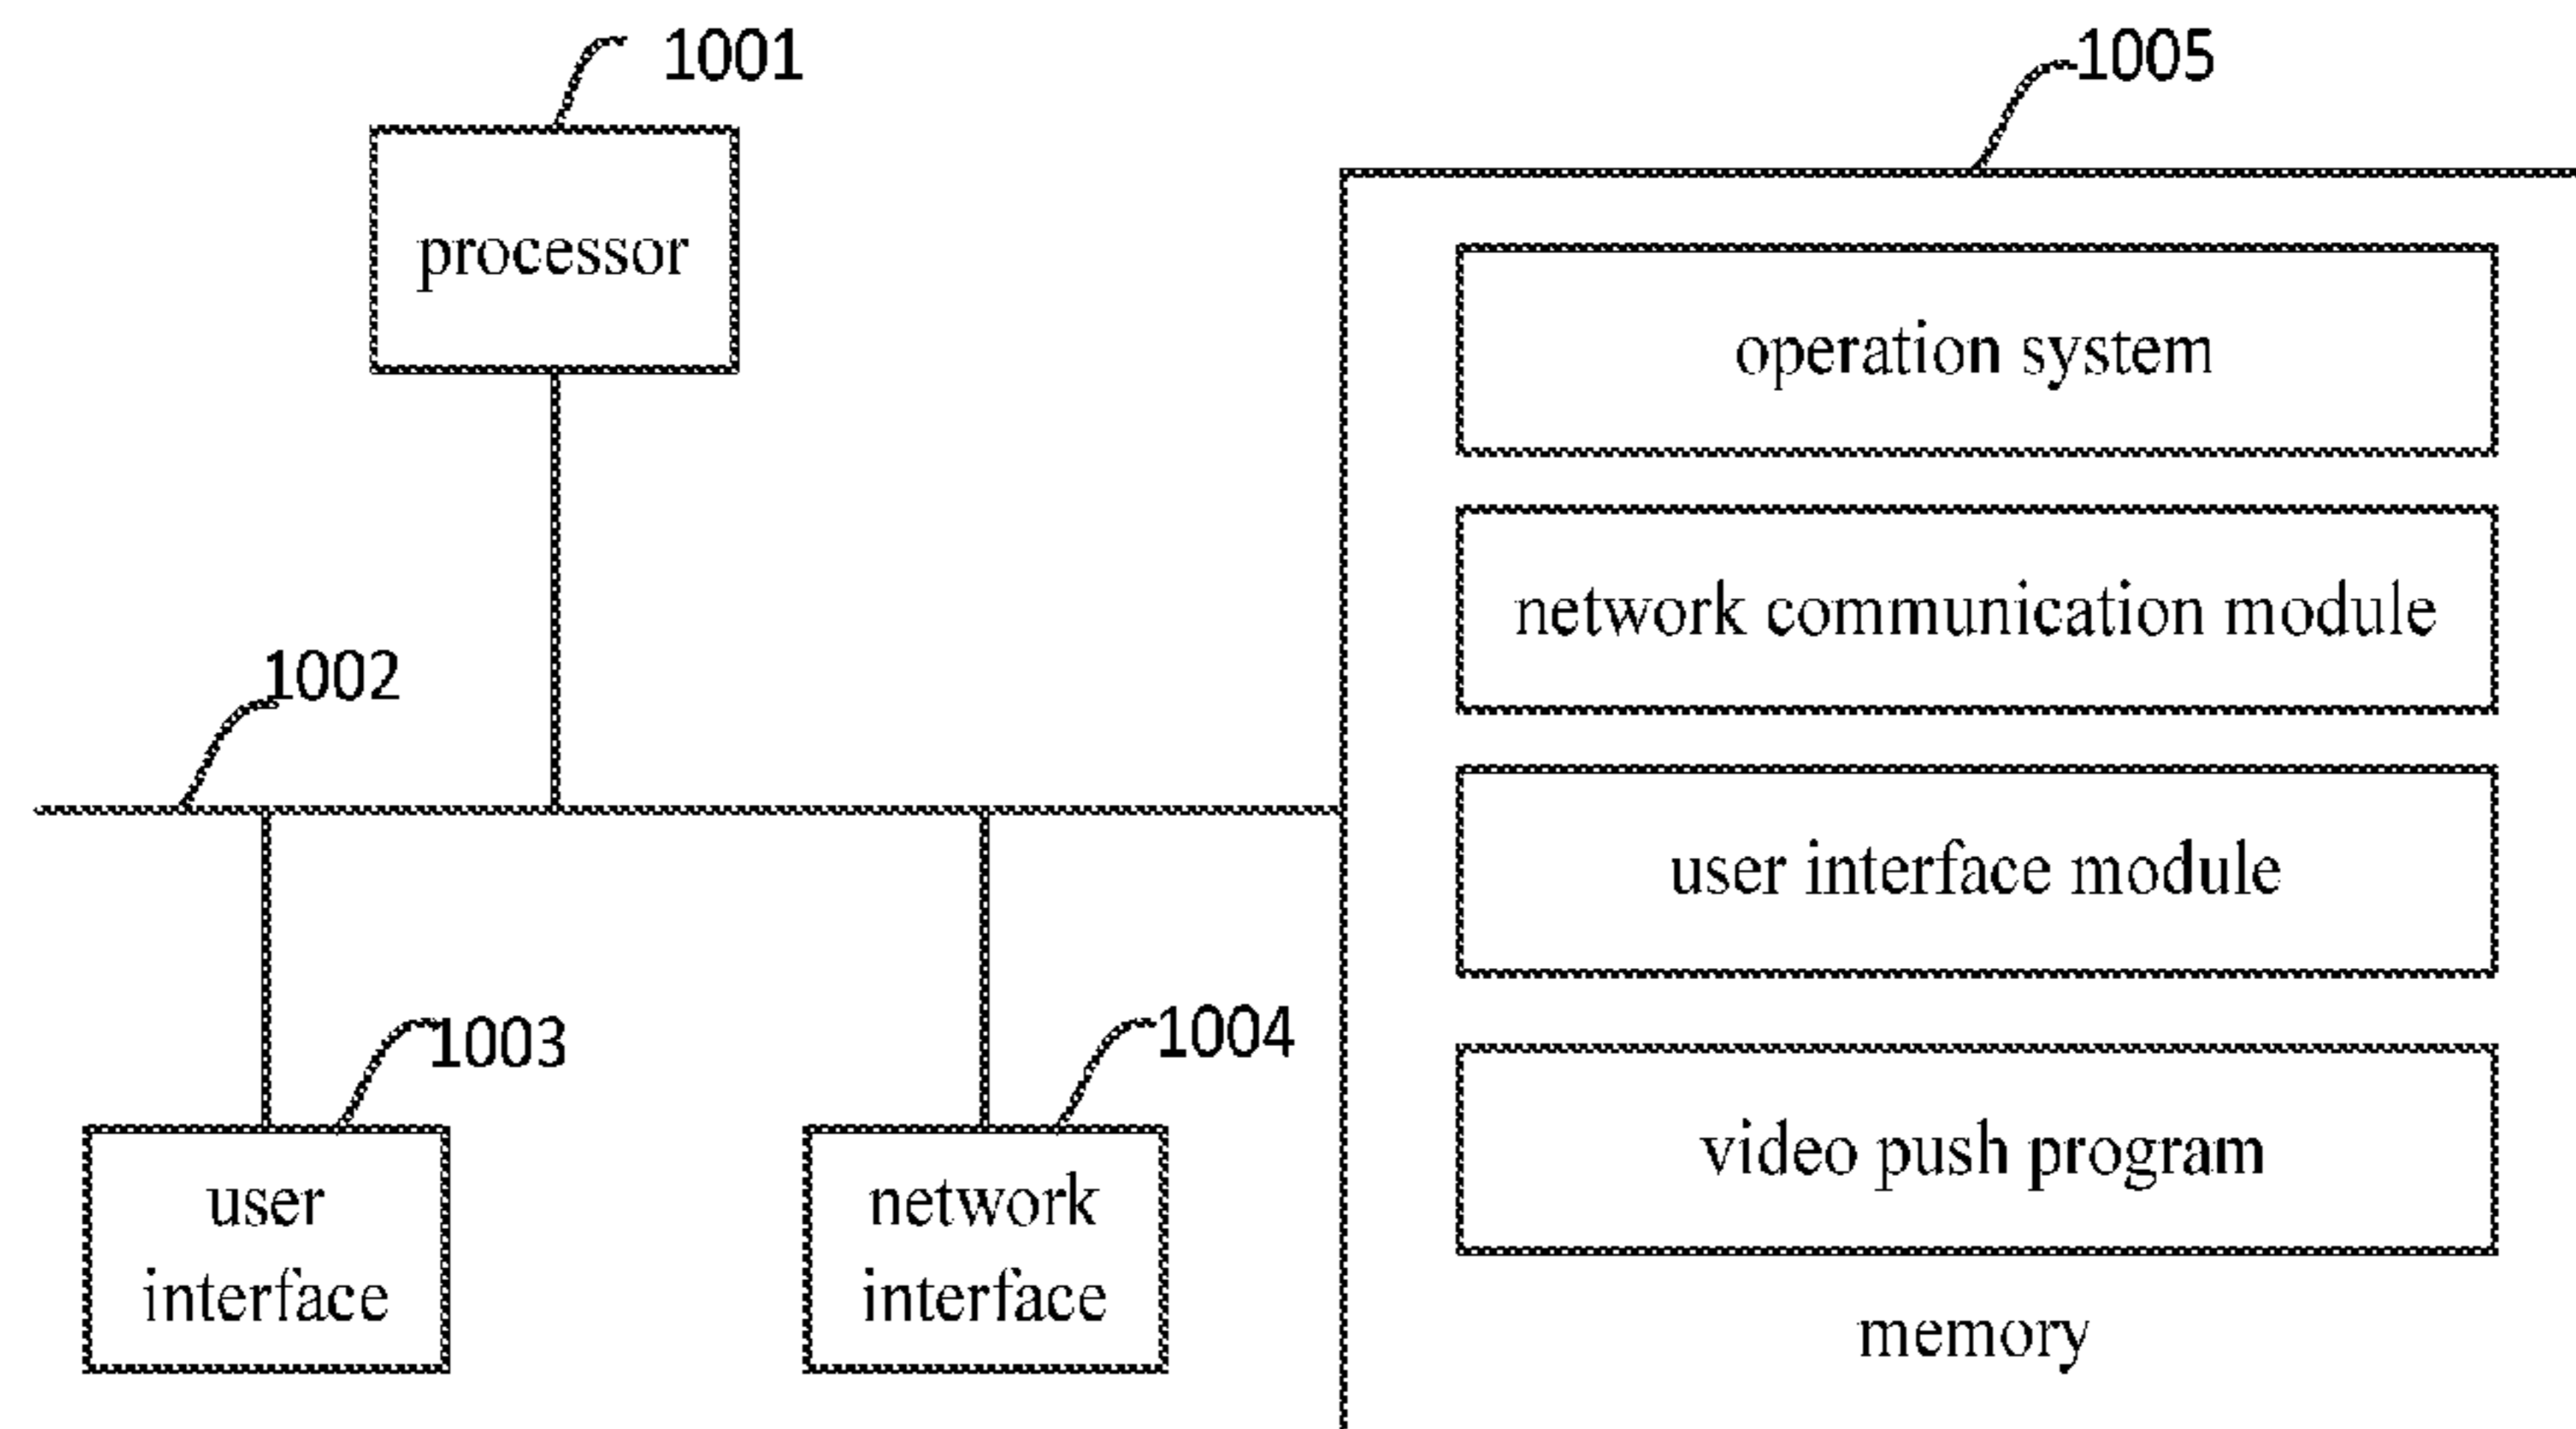 1001
1005
processor
operation system
network communication module
1002
user interface module
1003
1004
user
interface
network
interface
video push program
memory